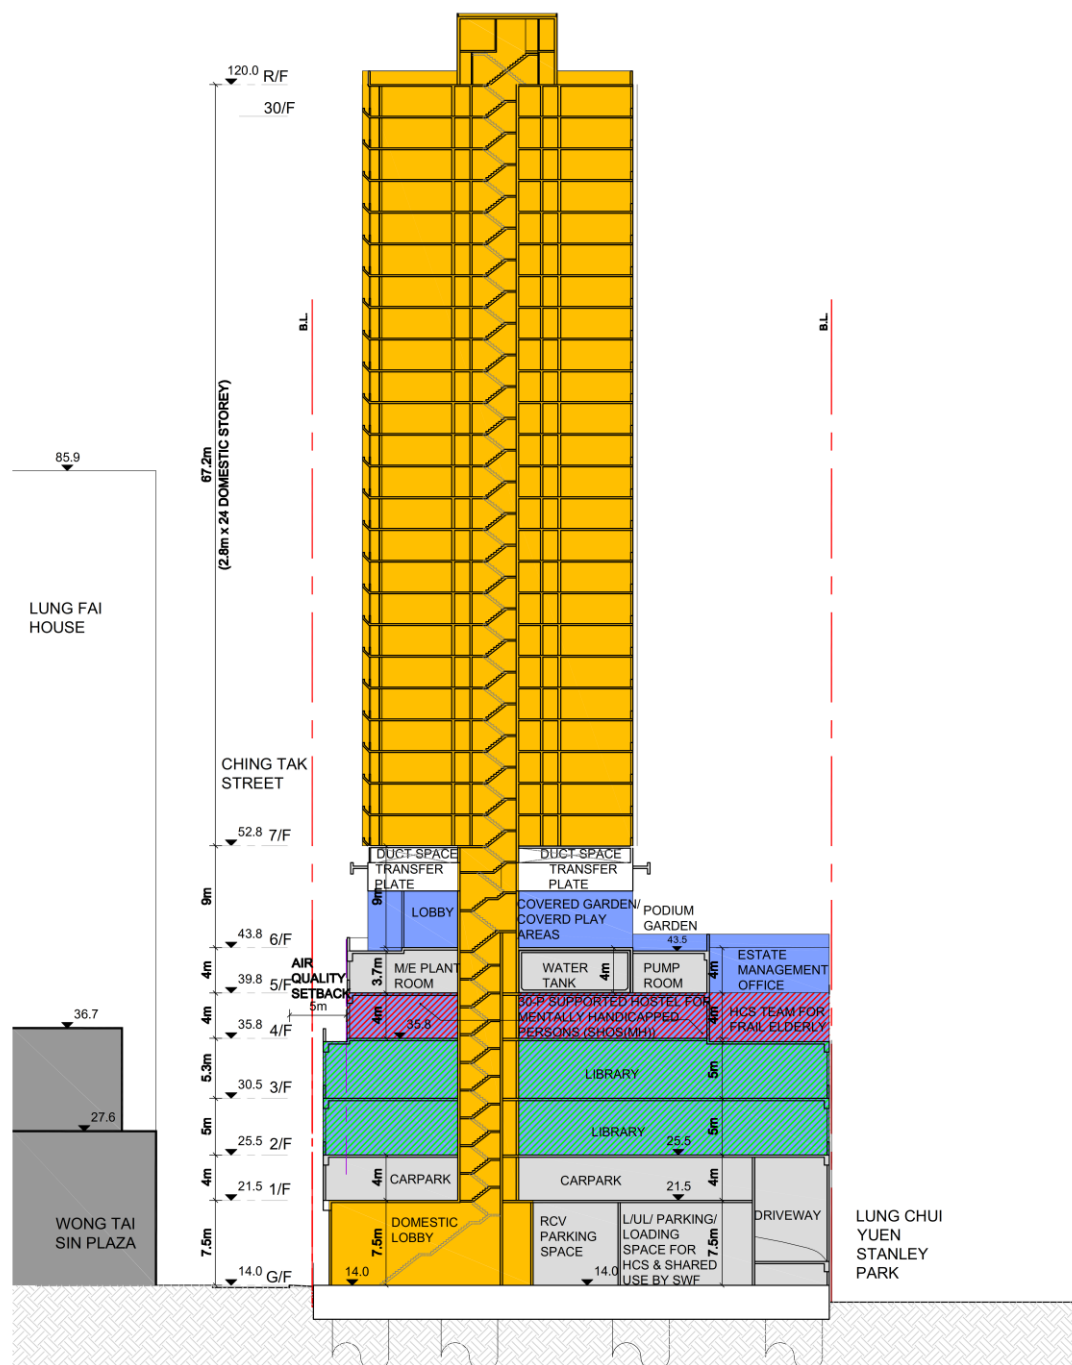 120.0 R/F
30/F
B.L.
B.L.
67.2m
(2.8m x 24 DOMESTIC STOREY)
85.9
LUNG FAI
HOUSE
CHING TAK
STREET
52.8 7/F
DUCT SPACE
DUCT SPACE
TRANSFER
PLATE
TRANSFER
PLATE
9m
9m
LOBBY
COVERED GARDEN/
COVERD PLAY
AREAS
PODIUM
GARDEN
43.5
43.8 6/F
4m
3.7m
M/E PLANT
ROOM
WATER
TANK
4m
PUMP
ROOM
4m
ESTATE
MANAGEMENT
OFFICE
AIR
QUALITY
SETBACK
5m
39.8 5/F
4m
4m
35.8
30-P SUPPORTED HOSTEL FOR
MENTALLY HANDICAPPED
PERSONS (SHOS(MH))
4m
HCS TEAM FOR
FRAIL ELDERLY
36.7
35.8 4/F
5.3m
LIBRARY
5m
30.5 3/F
27.6
5m
LIBRARY
25.5
5m
25.5 2/F
4m
4m
CARPARK
CARPARK
4m
21.5
21.5 1/F
WONG TAI
SIN PLAZA
7.5m
7.5m
DOMESTIC
LOBBY
RCV
PARKING
SPACE
L/UL/ PARKING/
LOADING
SPACE FOR
HCS & SHARED
USE BY SWF
7.5m
DRIVEWAY
LUNG CHUI
YUEN
STANLEY
PARK
14.0 G/F
14.0
14.0